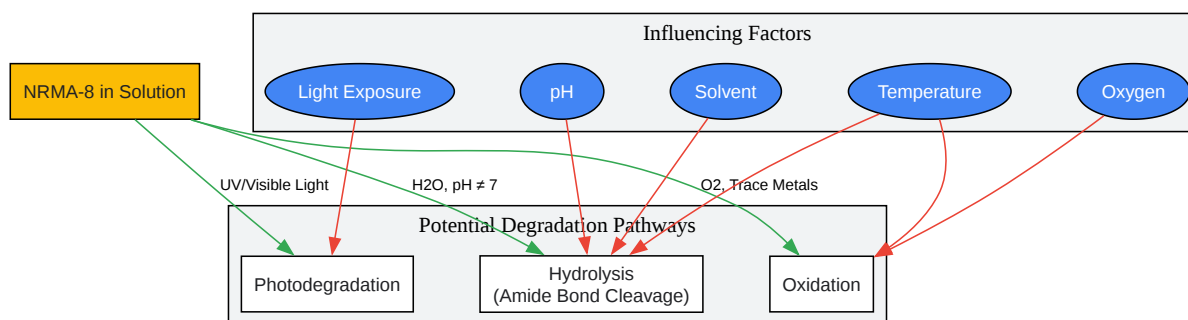 Influencing Factors
NRMA-8 in Solution
Light Exposure
pH
Solvent
Temperature
Oxygen
UV/Visible Light
H2O, pH ≠ 7
O2, Trace Metals
Potential Degradation Pathways
Photodegradation
Hydrolysis
(Amide Bond Cleavage)
Oxidation